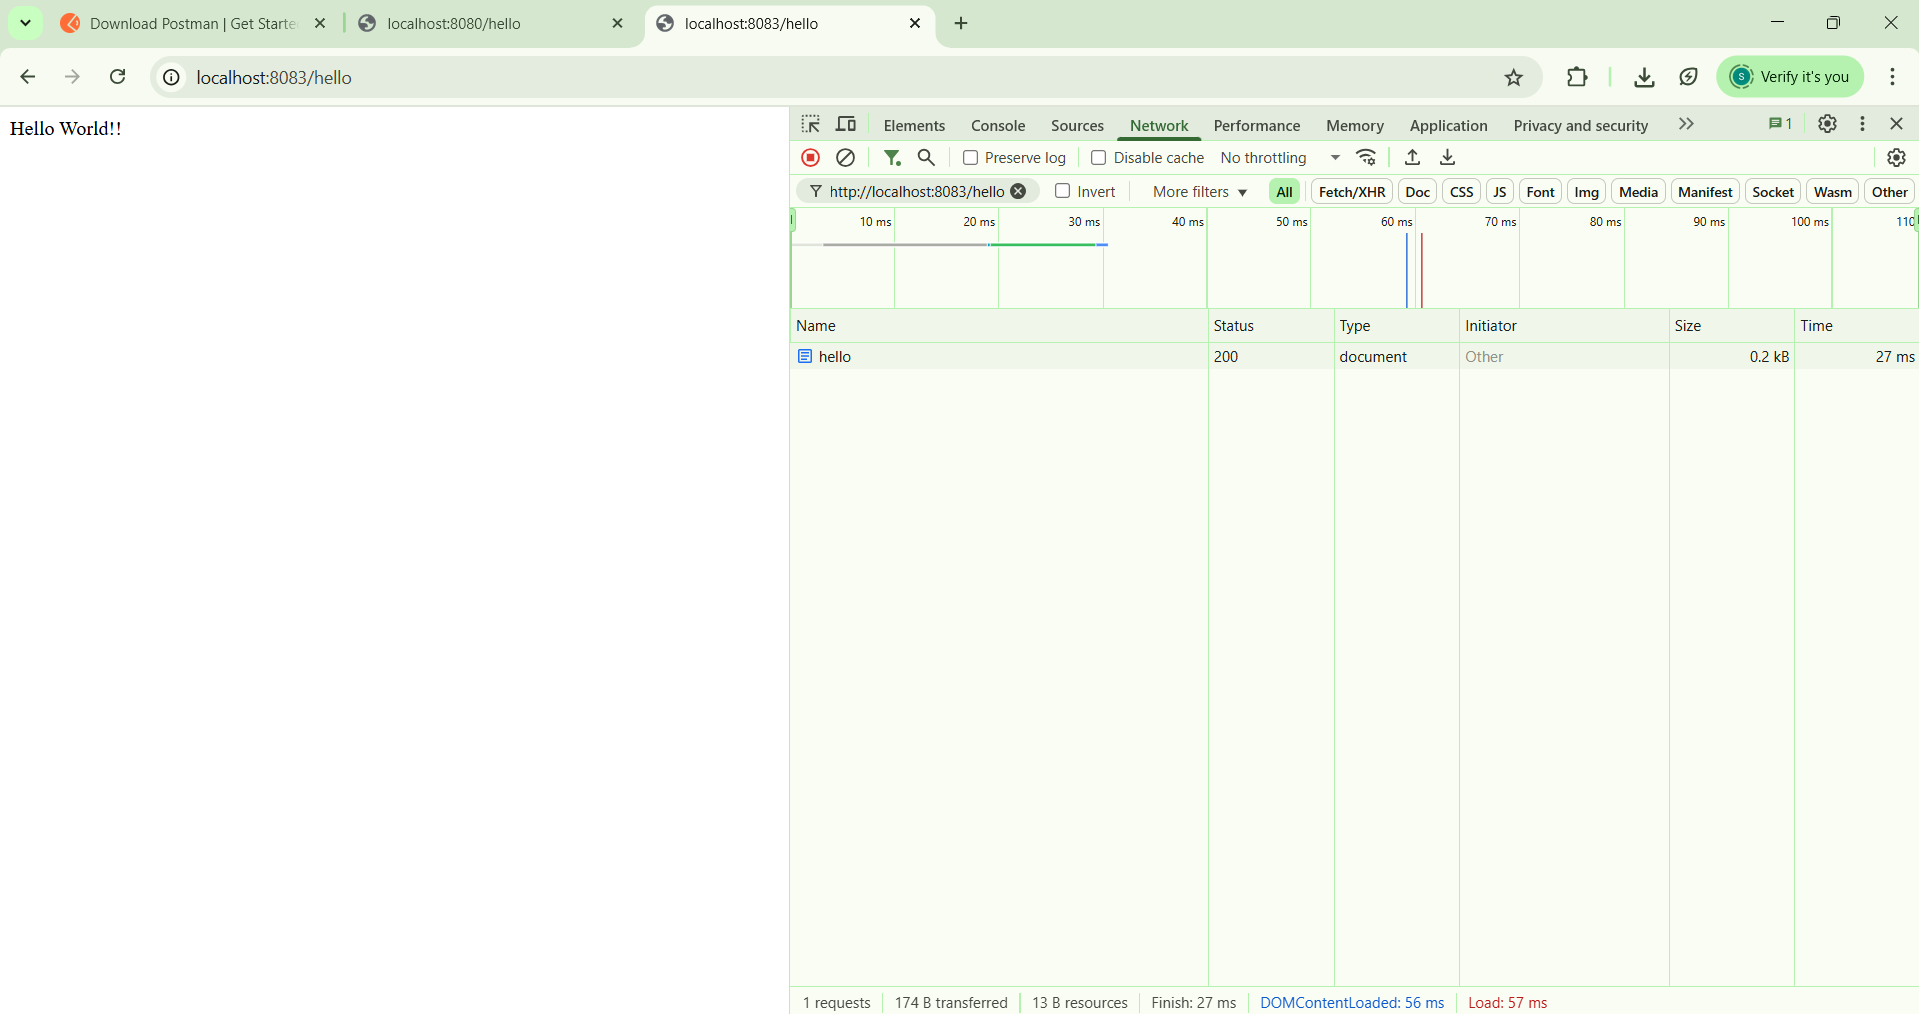 Download Postman | Get Starte
localhost:8080/hello
localhost:8083/hello
localhost:8083/hello
S
Verify it's you
Hello World!!
Elements Console Sources Network Performance Memory Application Privacy and security 1
Preserve log Disable cache No throttling
http://localhost:8083/hello Invert More filters All Fetch/XHR Doc CSS JS Font Img Media Manifest Socket Wasm Other
10 ms 20 ms 30 ms 40 ms 50 ms 60 ms 70 ms 80 ms 90 ms 100 ms 110
Name Status Type Initiator Size Time
hello 200 document Other 0.2 kB 27 ms
1 requests 174 B transferred 13 B resources Finish: 27 ms DOMContentLoaded: 56 ms Load: 57 ms